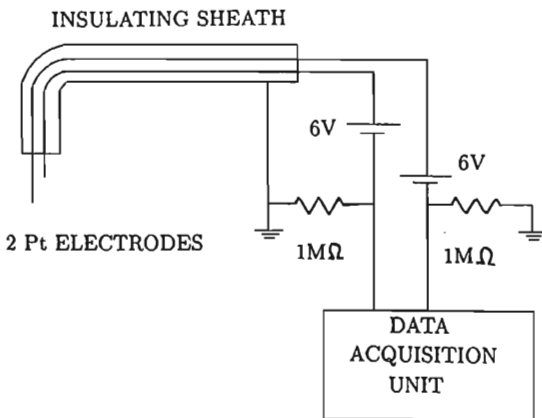 INSULATING SHEATH
6V
6V
2 Pt ELECTRODES
1MΩ
1MΩ
DATA
ACQUISITION
UNIT